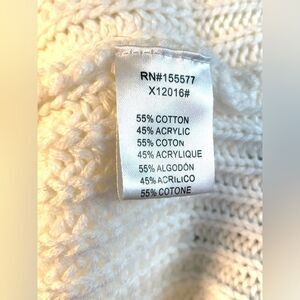 RN#155577
X12016#
55% COTTON
45% ACRYLIC
55% COTON
45% ACRYLIQUE
55% ALGODÓN
45% ACRILICO
55% COTONE